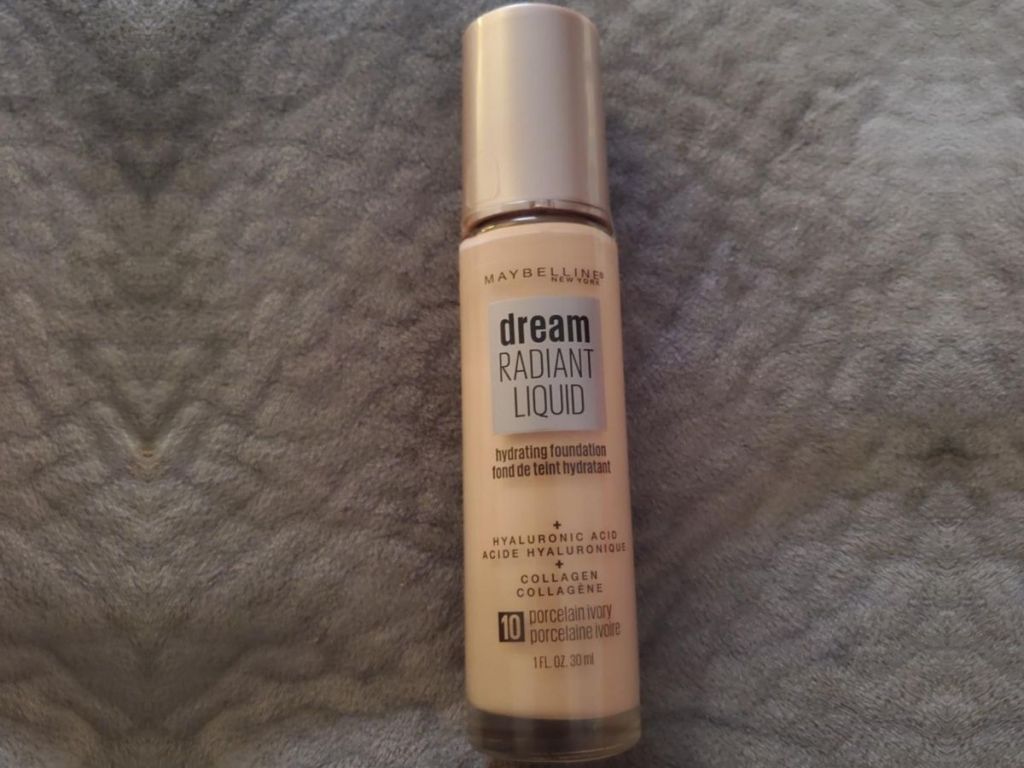 MAYBELLINE®
NEW YORK
dream
RADIANT
LIQUID
hydrating foundation
fond de teint hydratant
+
HYALURONIC ACID
ACIDE HYALURONIQUE
+
COLLAGEN
COLLAGÈNE
10 porcelain ivory
porcelaine ivoire
1 FL. OZ. 30 ml